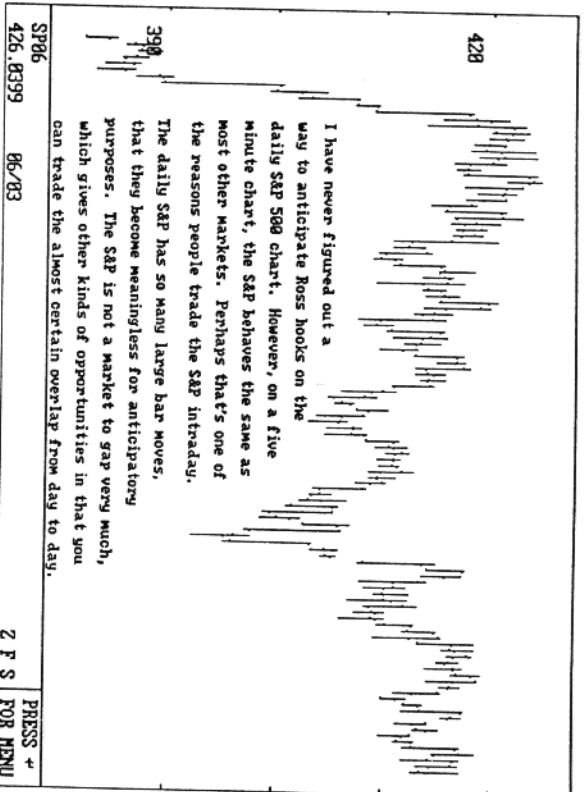 420
390
I have never figured out a
way to anticipate Ross hooks on the
daily S&P 500 chart. However, on a five
minute chart, the S&P behaves the same as
most other markets. Perhaps that's one of
the reasons people trade the S&P intraday.
The daily S&P has so many large bar moves,
that they become meaningless for anticipatory
purposes. The S&P is not a market to gap very much,
which gives other kinds of opportunities in that you
can trade the almost certain overlap from day to day.
SP06
426.0399 06/03
Z F S
PRESS +
FOR MENU